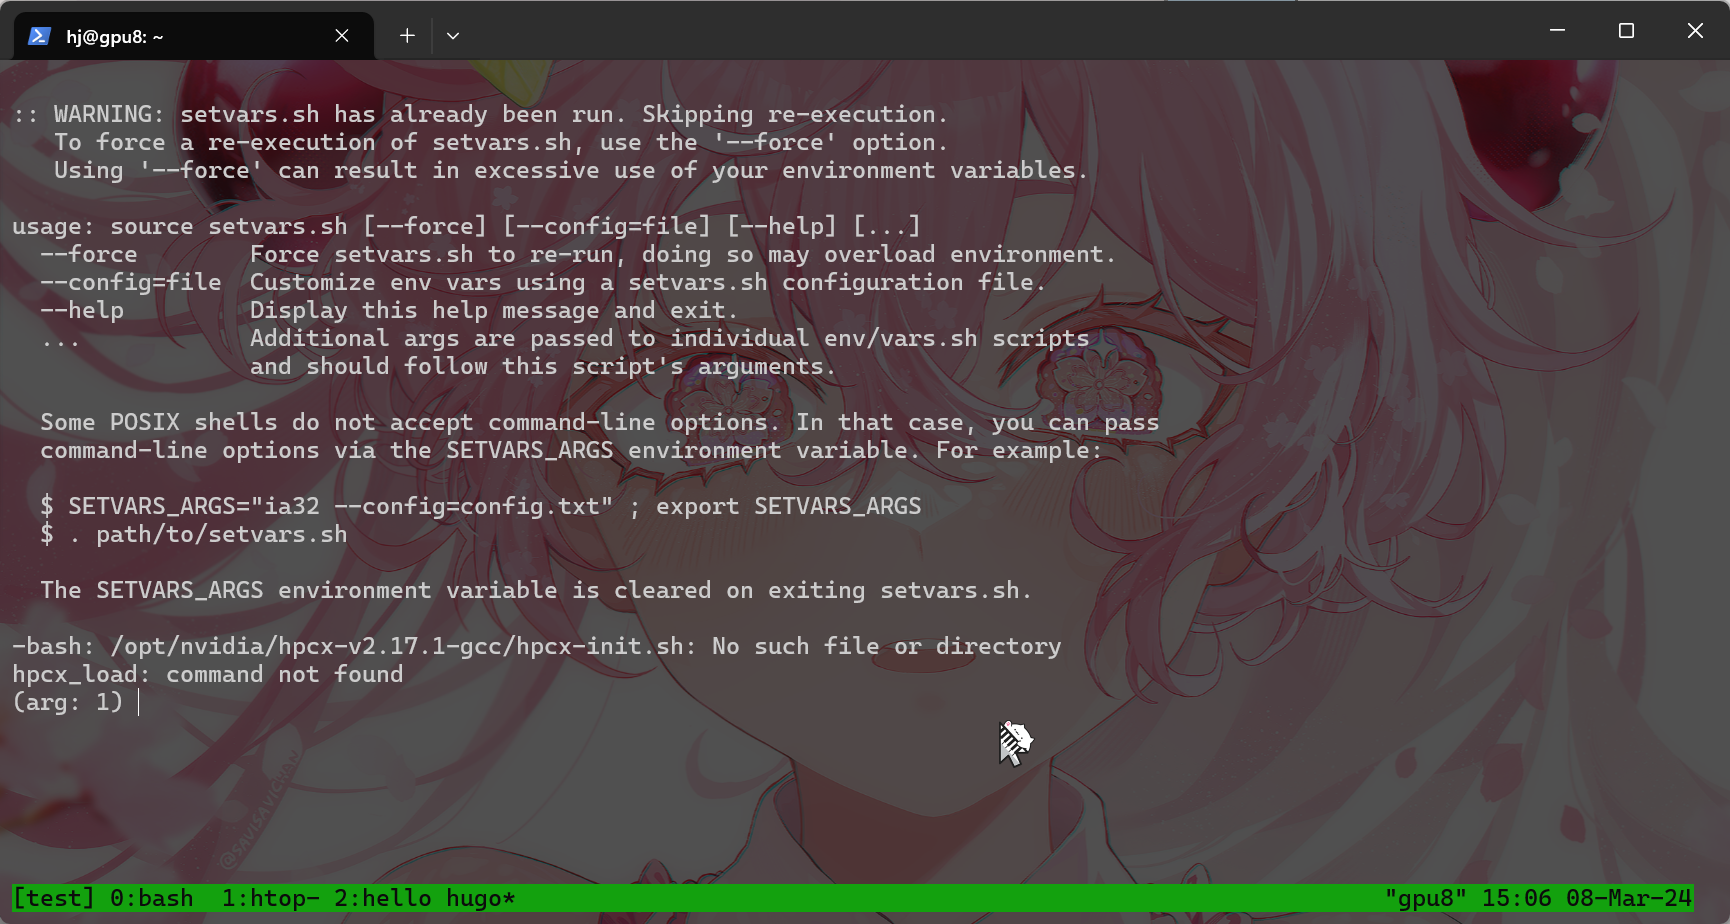 hj@gpu8: ~
:: WARNING: setvars.sh has already been run. Skipping re-execution.
To force a re-execution of setvars.sh, use the '--force' option.
Using '--force' can result in excessive use of your environment variables.
usage: source setvars.sh [--force] [--config=file] [--help] [...]
--force Force setvars.sh to re-run, doing so may overload environment.
--config=file Customize env vars using a setvars.sh configuration file.
--help Display this help message and exit.
... Additional args are passed to individual env/vars.sh scripts
and should follow this script's arguments.
Some POSIX shells do not accept command-line options. In that case, you can pass
command-line options via the SETVARS_ARGS environment variable. For example:
$ SETVARS_ARGS="ia32 --config=config.txt" ; export SETVARS_ARGS
$ . path/to/setvars.sh
The SETVARS_ARGS environment variable is cleared on exiting setvars.sh.
-bash: /opt/nvidia/hpcx-v2.17.1-gcc/hpcx-init.sh: No such file or directory
hpcx_load: command not found
(arg: 1)
@SAVISAVICHAN
[test] 0:bash 1:htop- 2:hello hugo* "gpu8" 15:06 08-Mar-24